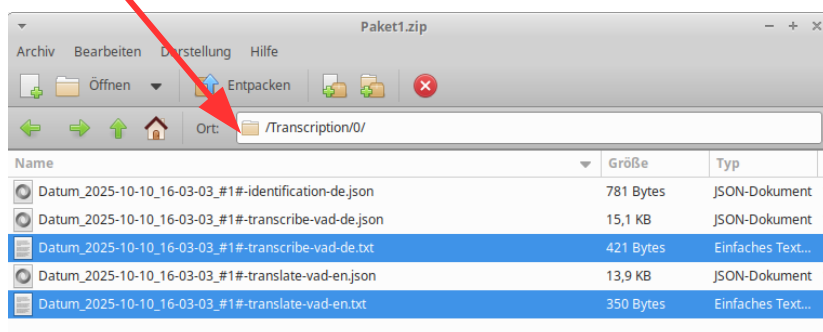 Paket1.zip
Archiv Bearbeiten Darstellung Hilfe
Öffnen Entpacken
Ort: /Transcription/0/
Name Größe Typ
Datum_2025-10-10_16-03-03_#1#-identification-de.json 781 Bytes JSON-Dokument
Datum_2025-10-10_16-03-03_#1#-transcribe-vad-de.json 15,1 KB JSON-Dokument
Datum_2025-10-10_16-03-03_#1#-transcribe-vad-de.txt 421 Bytes Einfaches Text...
Datum_2025-10-10_16-03-03_#1#-translate-vad-en.json 13,9 KB JSON-Dokument
Datum_2025-10-10_16-03-03_#1#-translate-vad-en.txt 350 Bytes Einfaches Text...